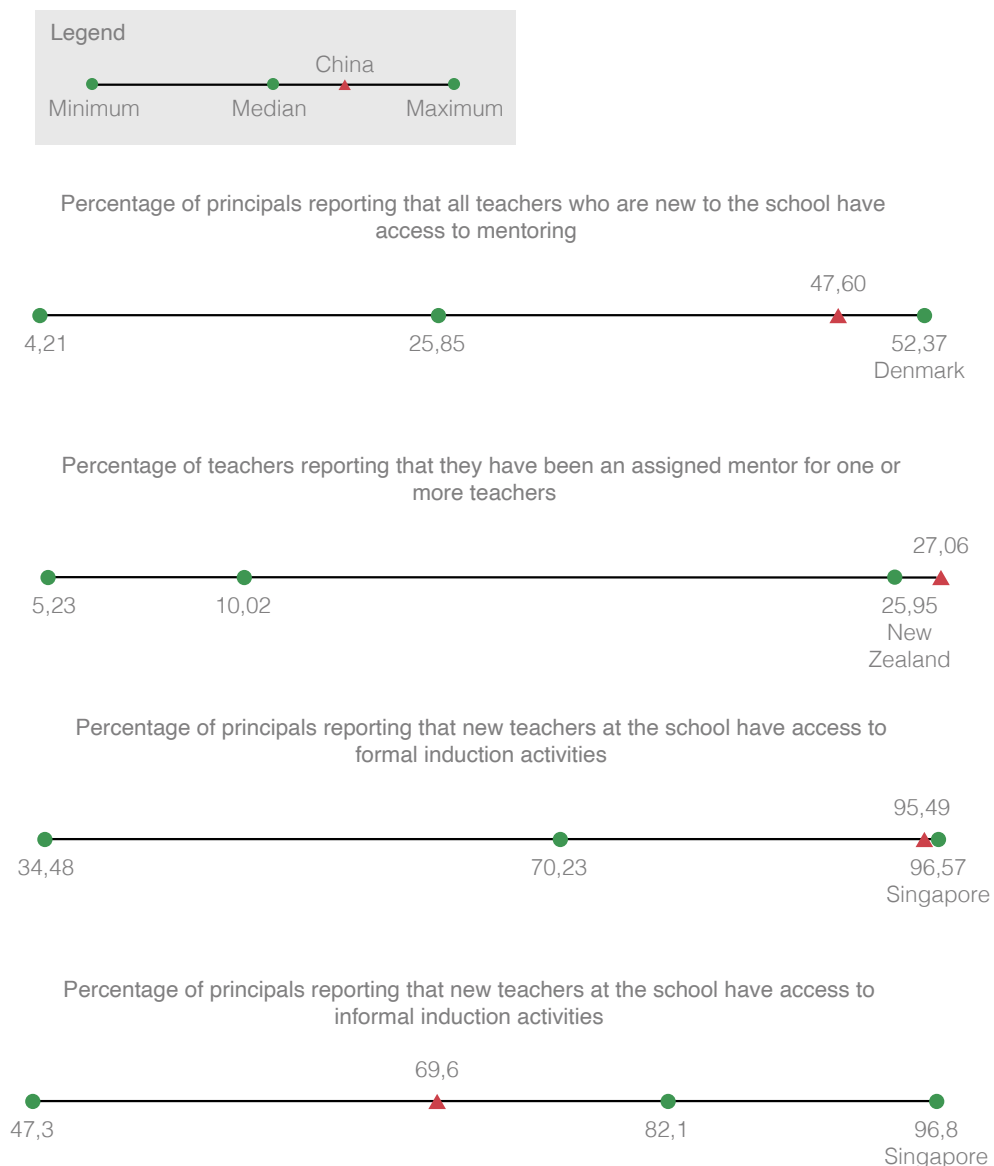 Legend
China
Minimum Median Maximum
Percentage of principals reporting that all teachers who are new to the school have
access to mentoring
47,60
4,21 25,85 52,37
Denmark
Percentage of teachers reporting that they have been an assigned mentor for one or
more teachers
27,06
5,23 10,02 25,95
New
Zealand
Percentage of principals reporting that new teachers at the school have access to
formal induction activities
95,49
34,48 70,23 96,57
Singapore
Percentage of principals reporting that new teachers at the school have access to
informal induction activities
69,6
47,3 82,1 96,8
Singapore